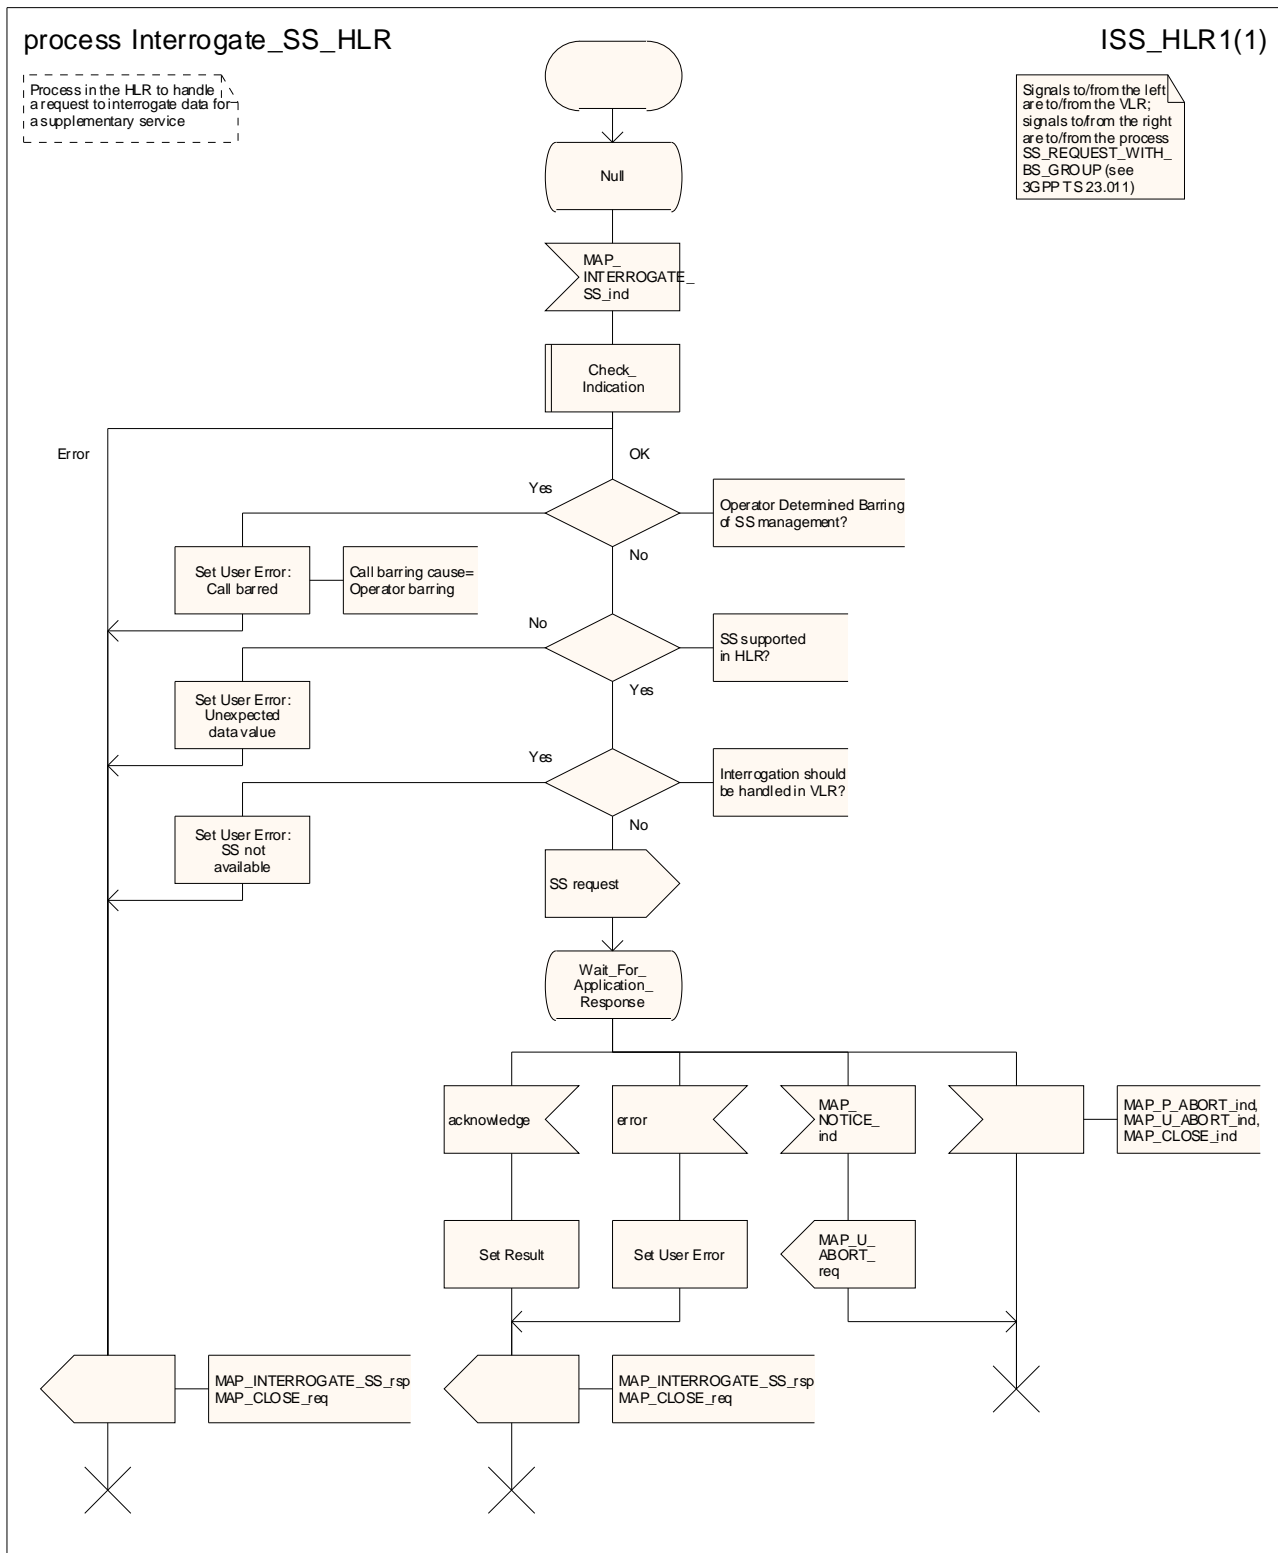 process Interrogate_SS_HLR
ISS_HLR1(1)
Process in the HLR to handle
a request to interrogate data for
a supplementary service
Signals to/from the left
are to/from the VLR;
signals to/from the right
are to/from the process
SS_REQUEST_WITH_
BS_GROUP (see
3GPP TS 23.011)
Null
MAP_
INTERROGATE_
SS_ind
Check_
Indication
Error
OK
Yes
Operator Determined Barring
of SS management?
No
Set User Error:
Call barred
Call barring cause=
Operator barring
No
SS supported
in HLR?
Yes
Set User Error:
Unexpected
data value
Yes
Interrogation should
be handled in VLR?
No
Set User Error:
SS not
available
SS request
Wait_For_
Application_
Response
acknowledge
error
MAP_
NOTICE_
ind
MAP_P_ABORT_ind,
MAP_U_ABORT_ind,
MAP_CLOSE_ind
Set Result
Set User Error
MAP_U_
ABORT_
req
MAP_INTERROGATE_SS_rsp
MAP_CLOSE_req
MAP_INTERROGATE_SS_rsp
MAP_CLOSE_req